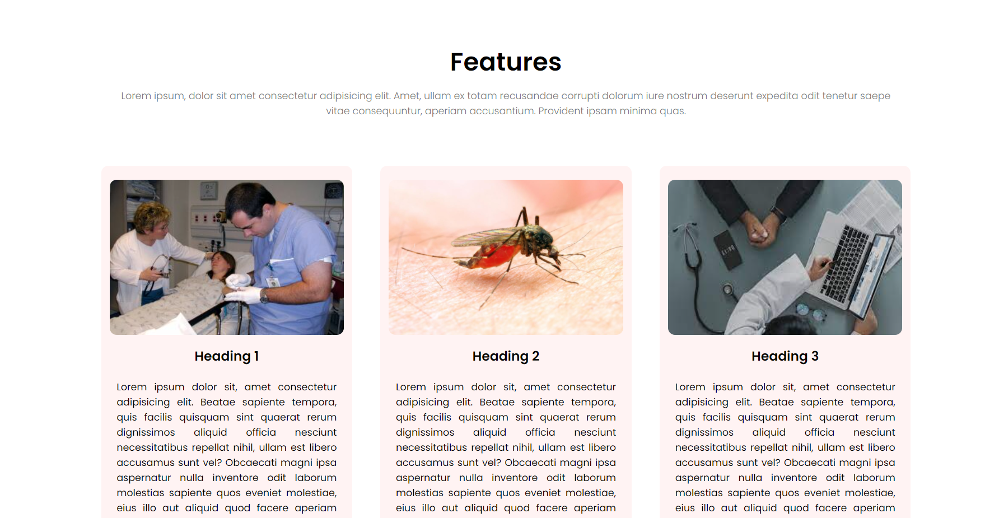 Features
Lorem ipsum, dolor sit amet consectetur adipisicing elit. Amet, ullam ex totam recusandae corrupti dolorum iure nostrum deserunt expedita odit tenetur saepe
vitae consequuntur, aperiam accusantium. Provident ipsam minima quas.
Heading 1
Lorem ipsum dolor sit, amet consectetur
adipisicing elit. Beatae sapiente tempora,
quis facilis quisquam sint quaerat rerum
dignissimos aliquid officia nesciunt
necessitatibus repellat nihil, ullam est libero
accusamus sunt vel? Obcaecati magni ipsa
aspernatur nulla inventore odit laborum
molestias sapiente quos eveniet molestiae,
eius illo aut aliquid quod facere aperiam
Heading 2
Lorem ipsum dolor sit, amet consectetur
adipisicing elit. Beatae sapiente tempora,
quis facilis quisquam sint quaerat rerum
dignissimos aliquid officia nesciunt
necessitatibus repellat nihil, ullam est libero
accusamus sunt vel? Obcaecati magni ipsa
aspernatur nulla inventore odit laborum
molestias sapiente quos eveniet molestiae,
eius illo aut aliquid quod facere aperiam
Heading 3
Lorem ipsum dolor sit, amet consectetur
adipisicing elit. Beatae sapiente tempora,
quis facilis quisquam sint quaerat rerum
dignissimos aliquid officia nesciunt
necessitatibus repellat nihil, ullam est libero
accusamus sunt vel? Obcaecati magni ipsa
aspernatur nulla inventore odit laborum
molestias sapiente quos eveniet molestiae,
eius illo aut aliquid quod facere aperiam